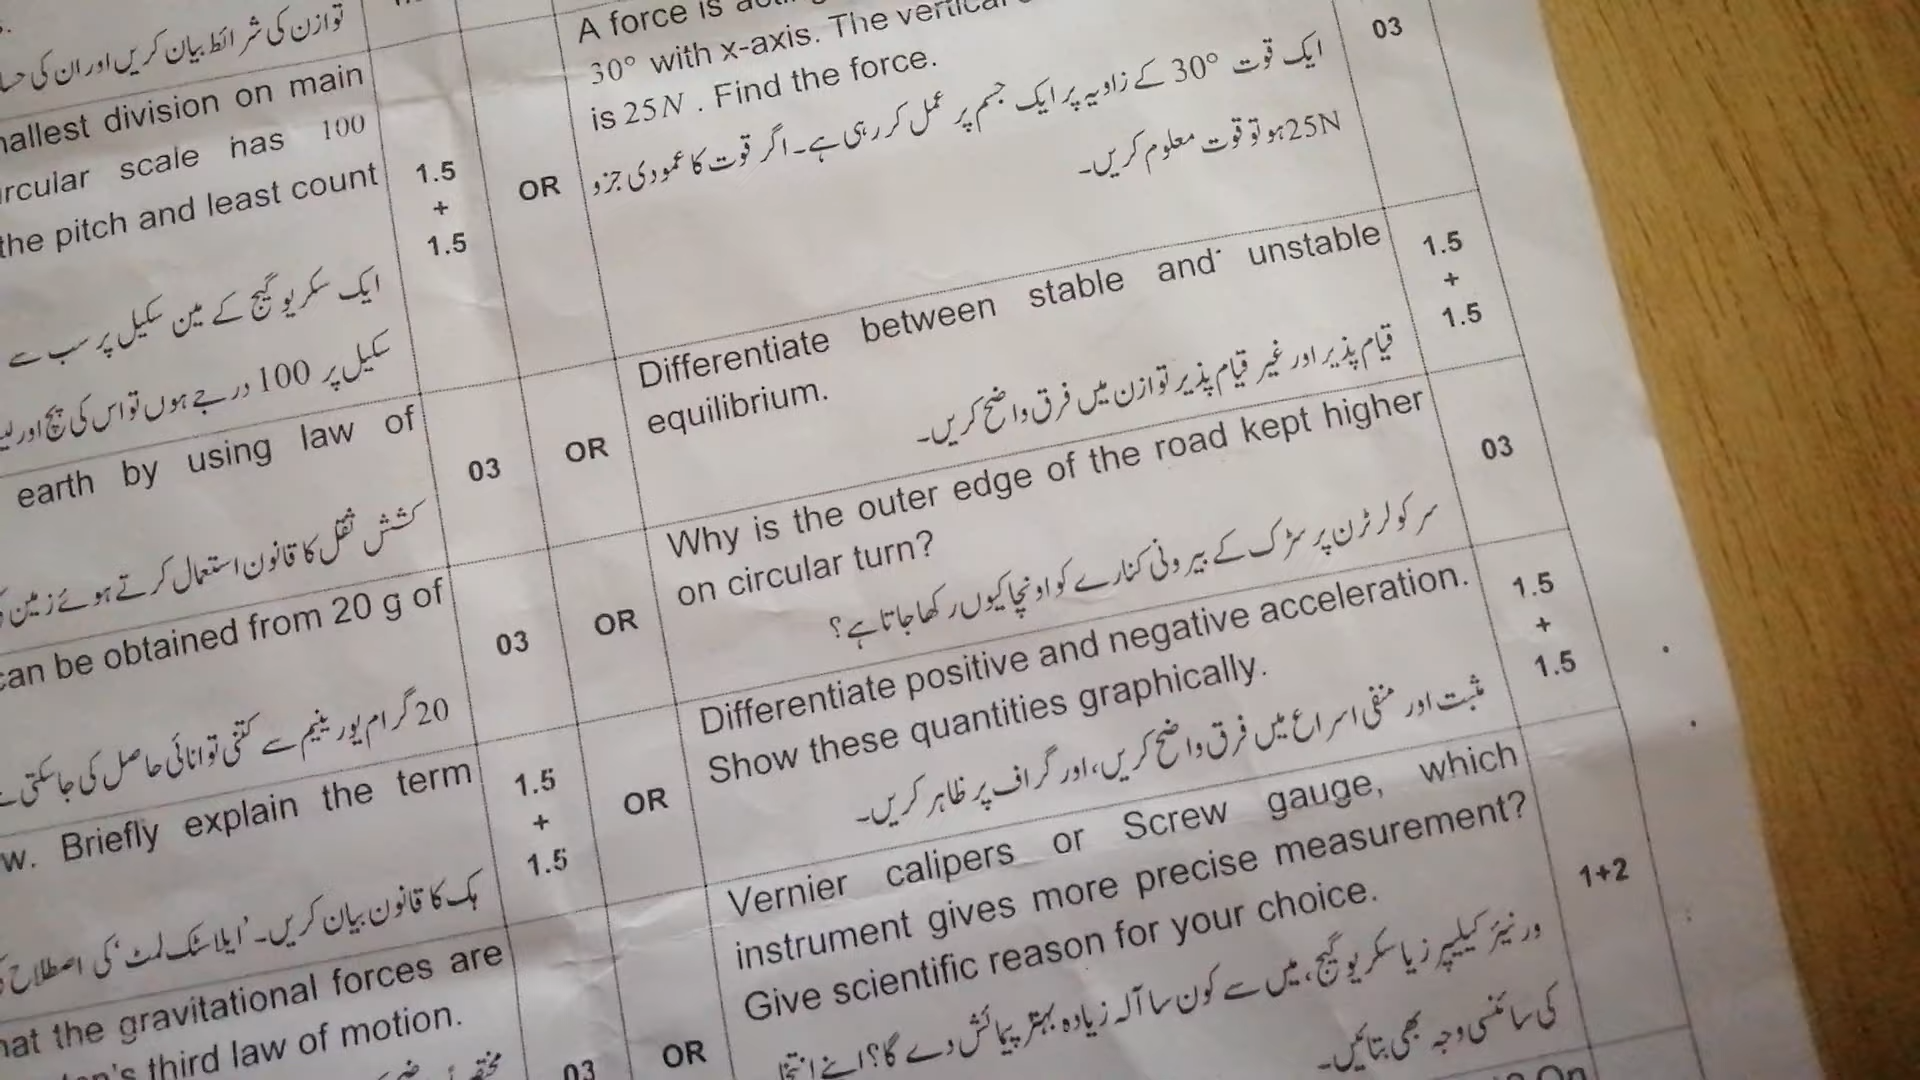 توازن کی شرائط بیان کریں اور ان کی
smallest division on main
circular scale has 100
the pitch and least count
1.5
+
1.5
ایک سکریو گیج کے مین سکیل پر سب سے
سکیل پر 100 درجے ہوں تو اس کی پچ اور
earth by using law of
03
کشش ثقل کا قانون استعمال کرتے ہوئے زمین
can be obtained from 20 g of
03
20 گرام یورینیم سے کتنی توانائی حاصل کی جا سکتی
w. Briefly explain the term
1.5
+
1.5
ہک کا قانون بیان کریں۔ 'ایلاسٹک لمٹ' کی اصطلاح
that the gravitational forces are
third law of motion.
03
OR
A force is
30° with x-axis. The vertical
is 25N . Find the force.
ایک قوت 30° کے زاویہ پر ایک جسم پر عمل کر رہی ہے۔ اگر قوت کا عمودی جزو
25N ہو تو قوت معلوم کریں۔
03
OR
Differentiate between stable and unstable
equilibrium.
قیام پذیر اور غیر قیام پذیر توازن میں فرق واضح کریں۔
1.5
+
1.5
OR
Why is the outer edge of the road kept higher
on circular turn?
سرکولر ٹرن پر سڑک کے بیرونی کنارے کو اونچا کیوں رکھا جاتا ہے؟
03
OR
Differentiate positive and negative acceleration.
Show these quantities graphically.
مثبت اور منفی اسراع میں فرق واضح کریں، اور گراف پر ظاہر کریں۔
1.5
+
1.5
OR
Vernier calipers or Screw gauge, which
instrument gives more precise measurement?
Give scientific reason for your choice.
ورنیئر کیلیپرز یا سکریو گیج، میں سے کون سا آلہ زیادہ بہتر پیمائش دے گا؟ اپنے
کی سائنسی وجہ بھی بتائیں۔
1+2
On